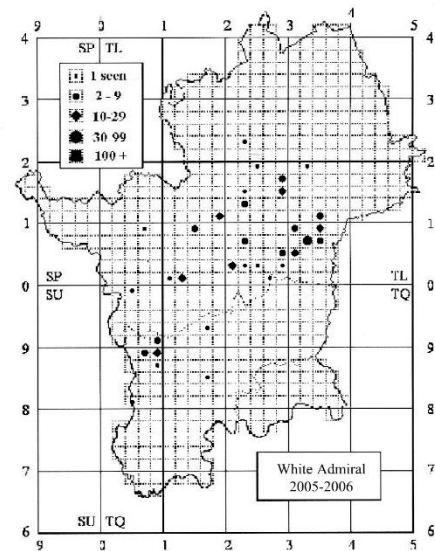 9 0 1 2 3 4 5
4 4
SP TL
1 seen
2 - 9
10-29
30 99
100 +
3 3
2 2
1 1
SP TL
0 0
SU TQ
9 9
8 8
7 7
White Admiral
2005-2006
SU TQ
6 6
9 0 1 2 3 4 5